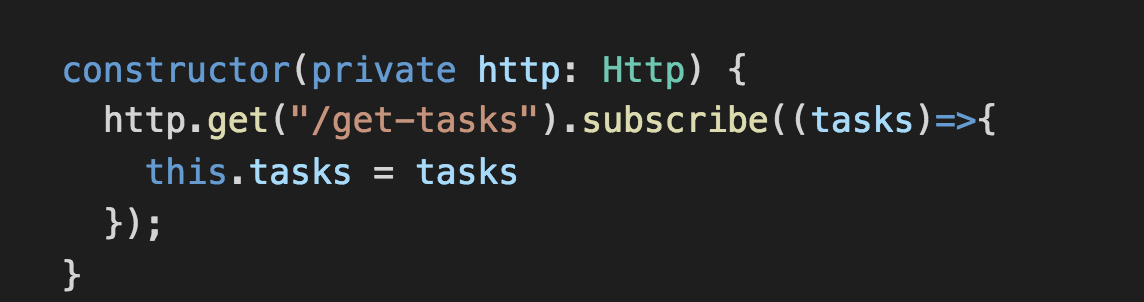 constructor(private http: Http) {
  http.get("/get-tasks").subscribe((tasks)=>{
    this.tasks = tasks
  });
}